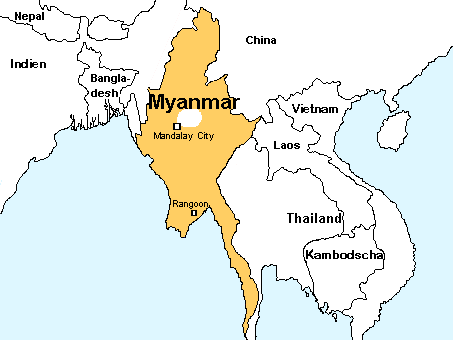 Nepal
China
Indien
Bangla-
desh
Myanmar
Vietnam
Mandalay City
Laos
Rangoon
Thailand
Kambodscha